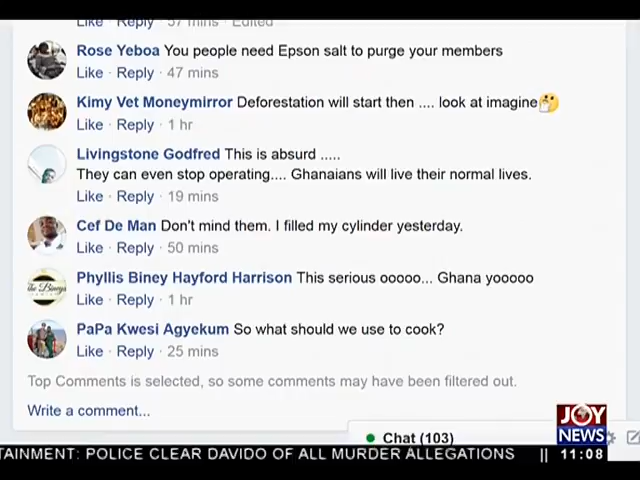 Like · Reply · 57 mins · Edited
Rose Yeboa You people need Epson salt to purge your members
Like · Reply · 47 mins
Kimy Vet Moneymirror Deforestation will start then .... look at imagine🤔
Like · Reply · 1 hr
Livingstone Godfred This is absurd .....
They can even stop operating.... Ghanaians will live their normal lives.
Like · Reply · 19 mins
Cef De Man Don't mind them. I filled my cylinder yesterday.
Like · Reply · 50 mins
The Bineys
Phyllis Biney Hayford Harrison This serious ooooo... Ghana yooooo
Like · Reply · 1 hr
PaPa Kwesi Agyekum So what should we use to cook?
Like · Reply · 25 mins
Top Comments is selected, so some comments may have been filtered out.
Write a comment...
Chat (103)
JOY
NEWS
TAINMENT: POLICE CLEAR DAVIDO OF ALL MURDER ALLEGATIONS || 11:08